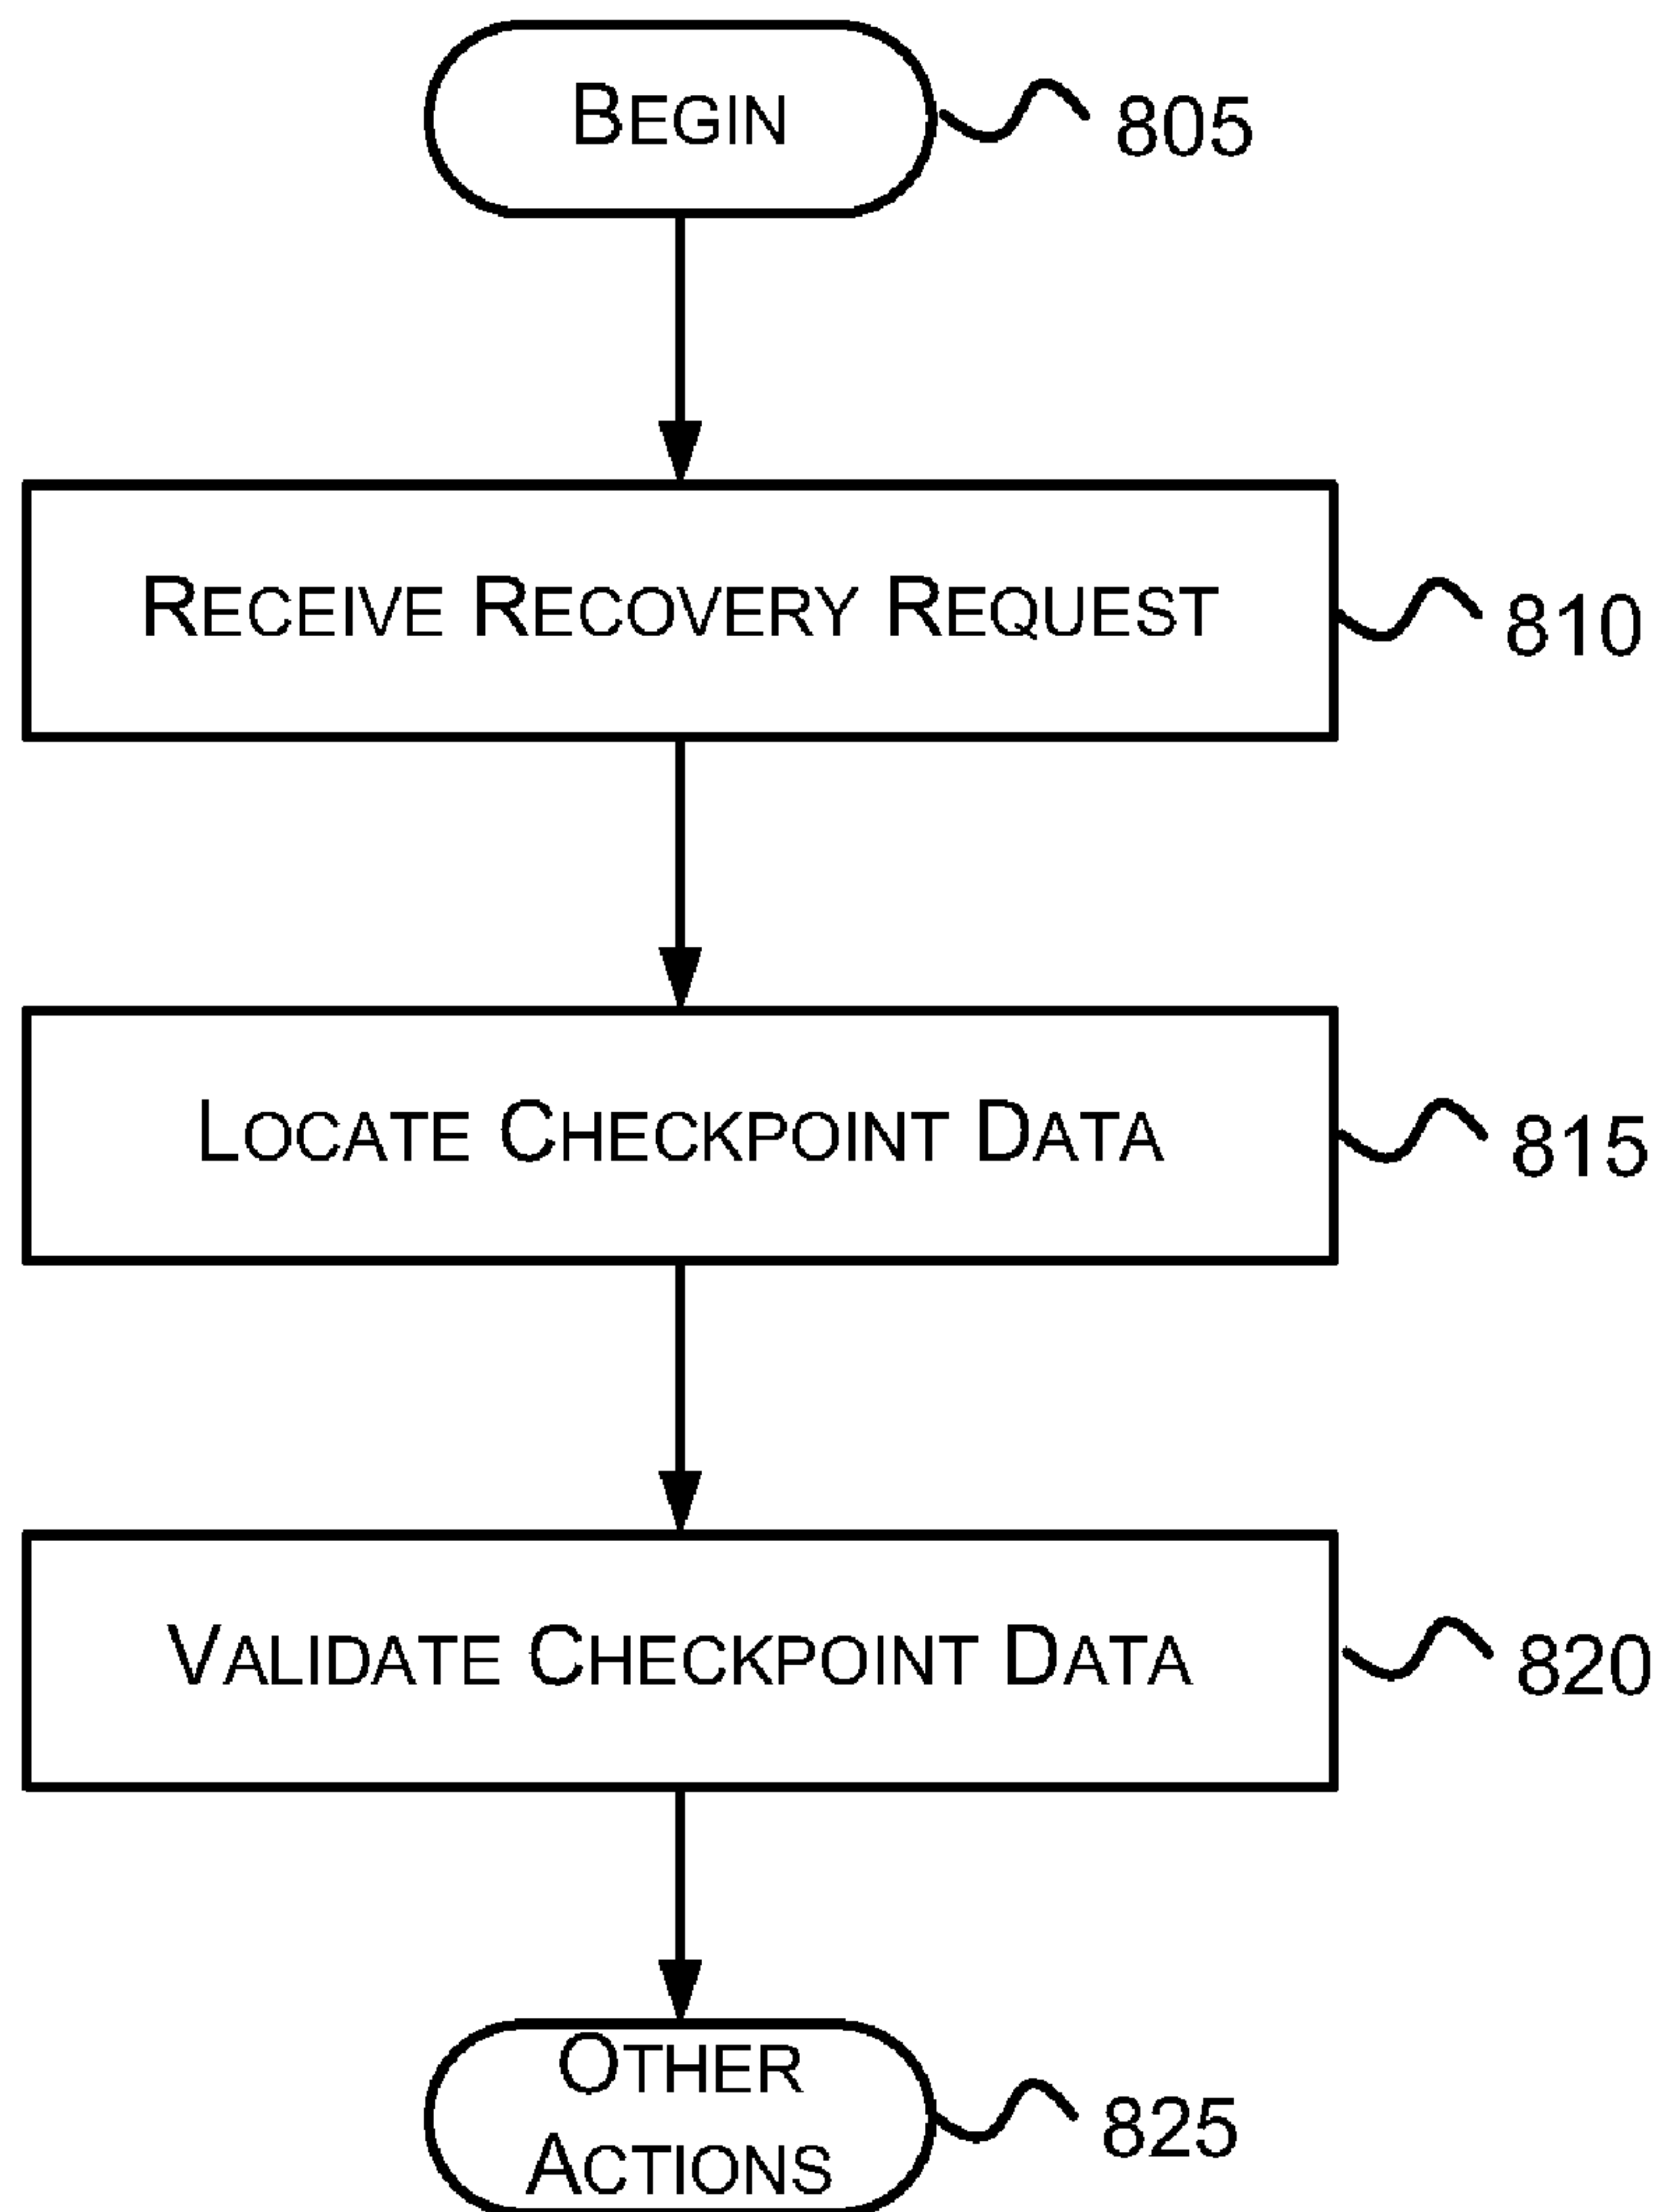 BEGIN
805
RECEIVE RECOVERY REQUEST
810
LOCATE CHECKPOINT DATA
815
VALIDATE CHECKPOINT DATA
820
OTHER
ACTIONS
825